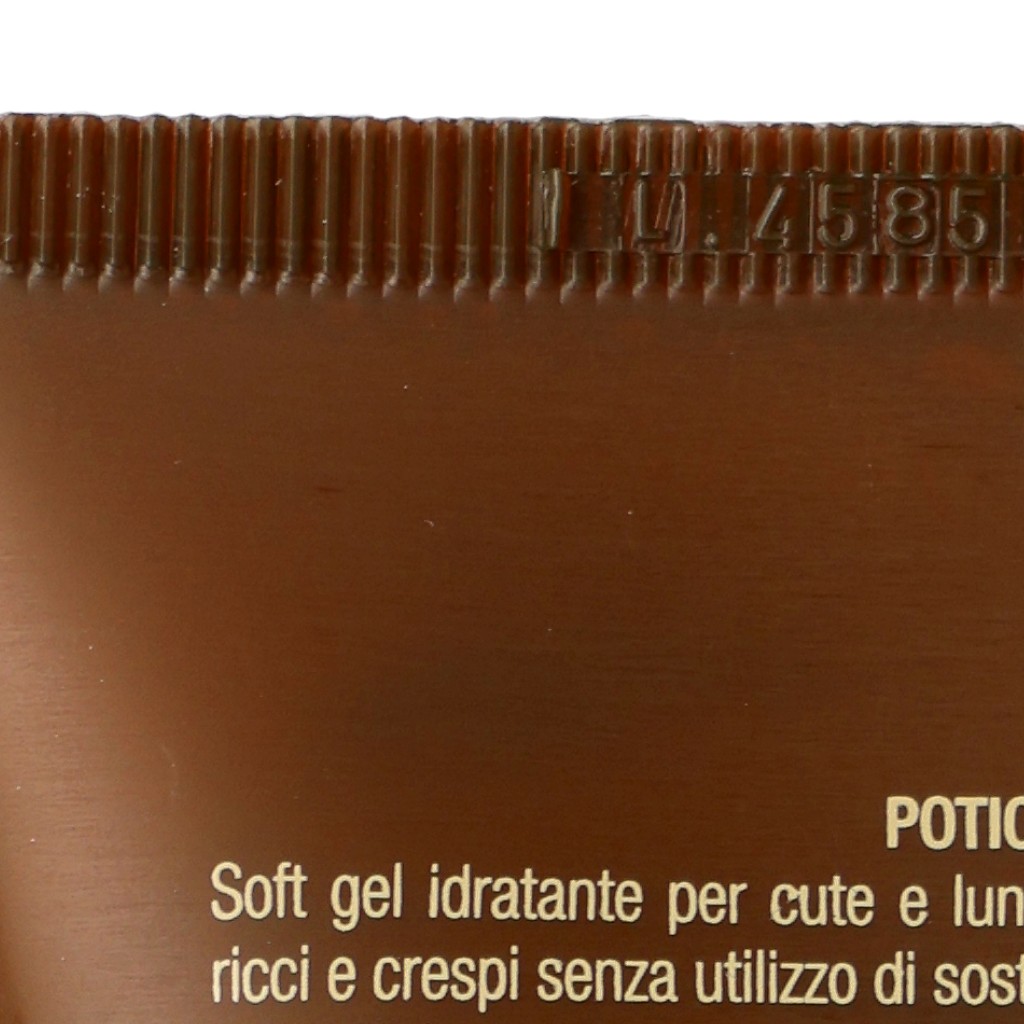 L.4585
POTIO
Soft gel idratante per cute e lun
ricci e crespi senza utilizzo di sost